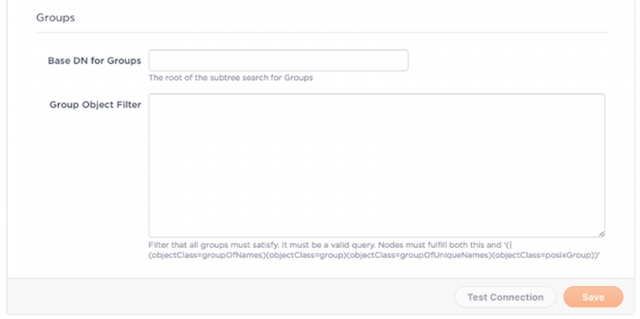 Groups
Base DN for Groups
The root of the subtree search for Groups
Group Object Filter
Filter that all groups must satisfy. It must be a valid query. Nodes must fulfill both this and '(|
(objectClass=groupOfNames)(objectClass=group)(objectClass=groupOfUniqueNames)(objectClass=posixGroup))'
Test Connection
Save